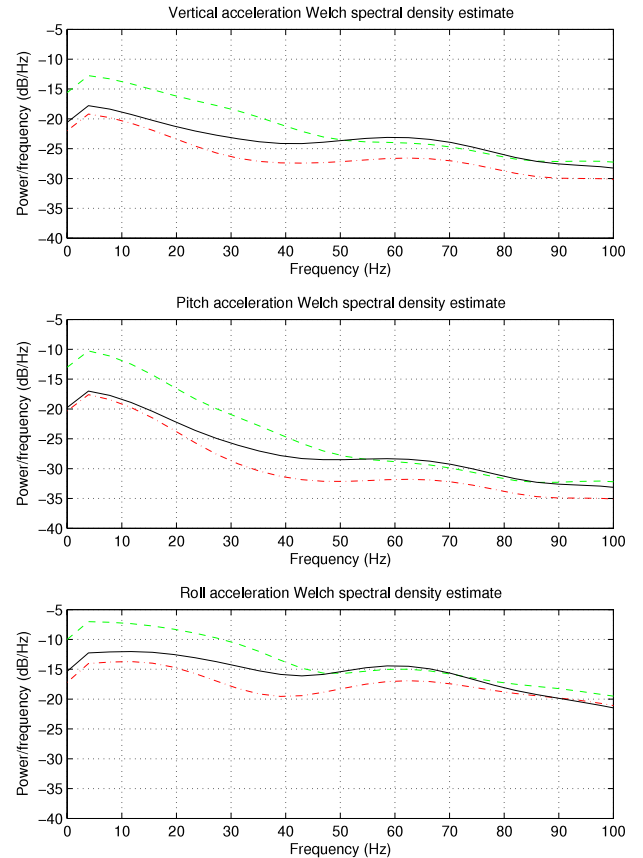 Vertical acceleration Welch spectral density estimate
Power/frequency (dB/Hz)
−5
−10
−15
−20
−25
−30
−35
−40
0 10 20 30 40 50 60 70 80 90 100
Frequency (Hz)
Pitch acceleration Welch spectral density estimate
Power/frequency (dB/Hz)
−5
−10
−15
−20
−25
−30
−35
−40
0 10 20 30 40 50 60 70 80 90 100
Frequency (Hz)
Roll acceleration Welch spectral density estimate
Power/frequency (dB/Hz)
−5
−10
−15
−20
−25
−30
−35
−40
0 10 20 30 40 50 60 70 80 90 100
Frequency (Hz)